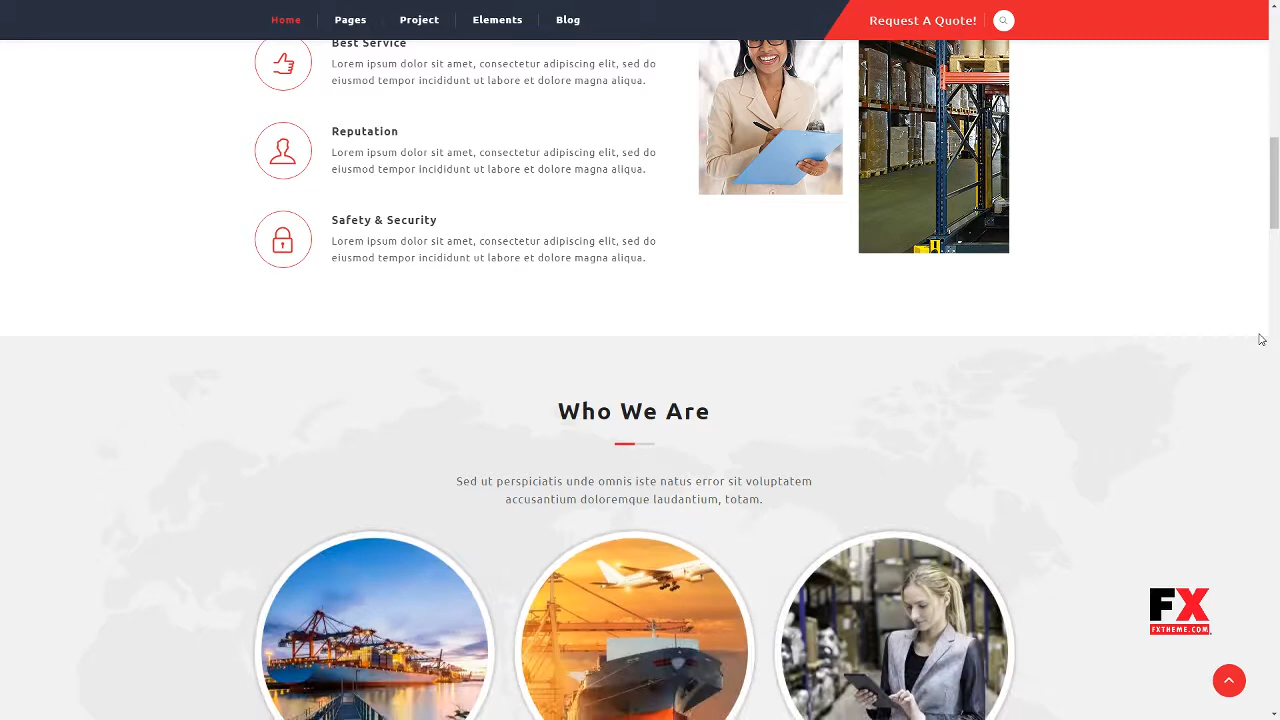 Home Pages Project Elements Blog Request A Quote!
Best Service
Lorem ipsum dolor sit amet, consectetur adipiscing elit, sed do
eiusmod tempor incididunt ut labore et dolore magna aliqua.
Reputation
Lorem ipsum dolor sit amet, consectetur adipiscing elit, sed do
eiusmod tempor incididunt ut labore et dolore magna aliqua.
Safety & Security
Lorem ipsum dolor sit amet, consectetur adipiscing elit, sed do
eiusmod tempor incididunt ut labore et dolore magna aliqua.
Who We Are
Sed ut perspiciatis unde omnis iste natus error sit voluptatem
accusantium doloremque laudantium, totam.
FX
FXTHEME.COM